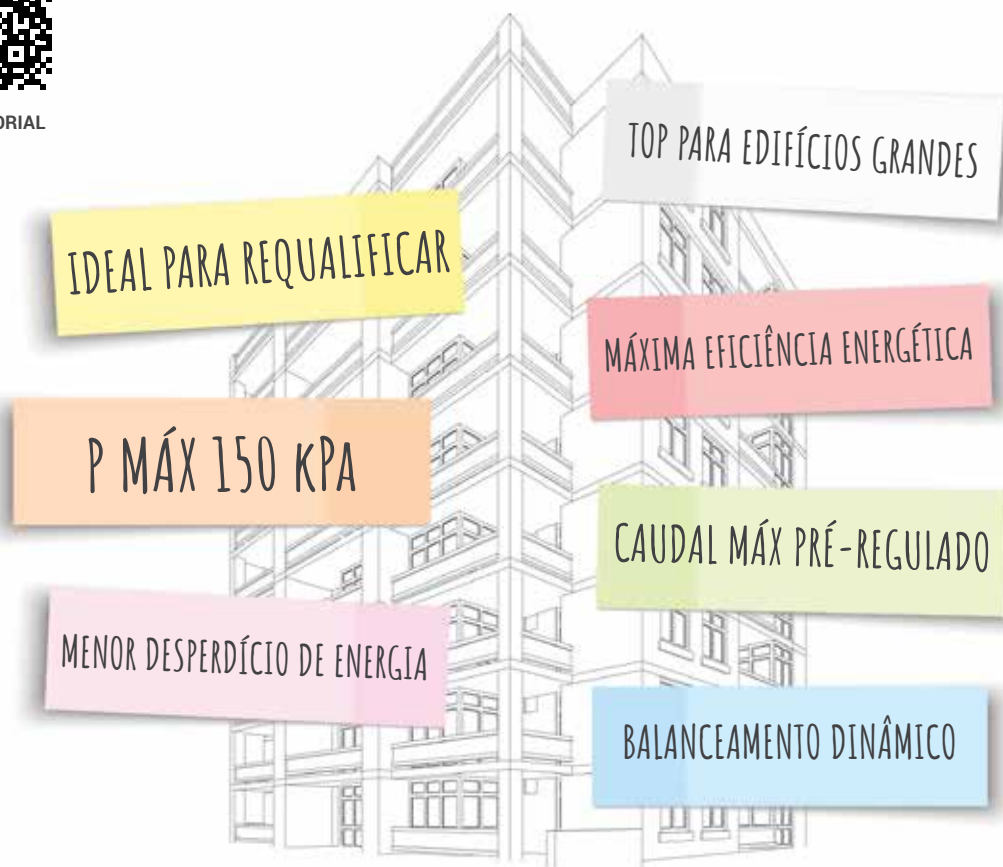 TOP PARA EDIFÍCIOS GRANDES
IDEAL PARA REQUALIFICAR
MÁXIMA EFICIÊNCIA ENERGÉTICA
P MÁX 150 KPA
CAUDAL MÁX PRÉ-REGULADO
MENOR DESPERDÍCIO DE ENERGIA
BALANCEAMENTO DINÂMICO